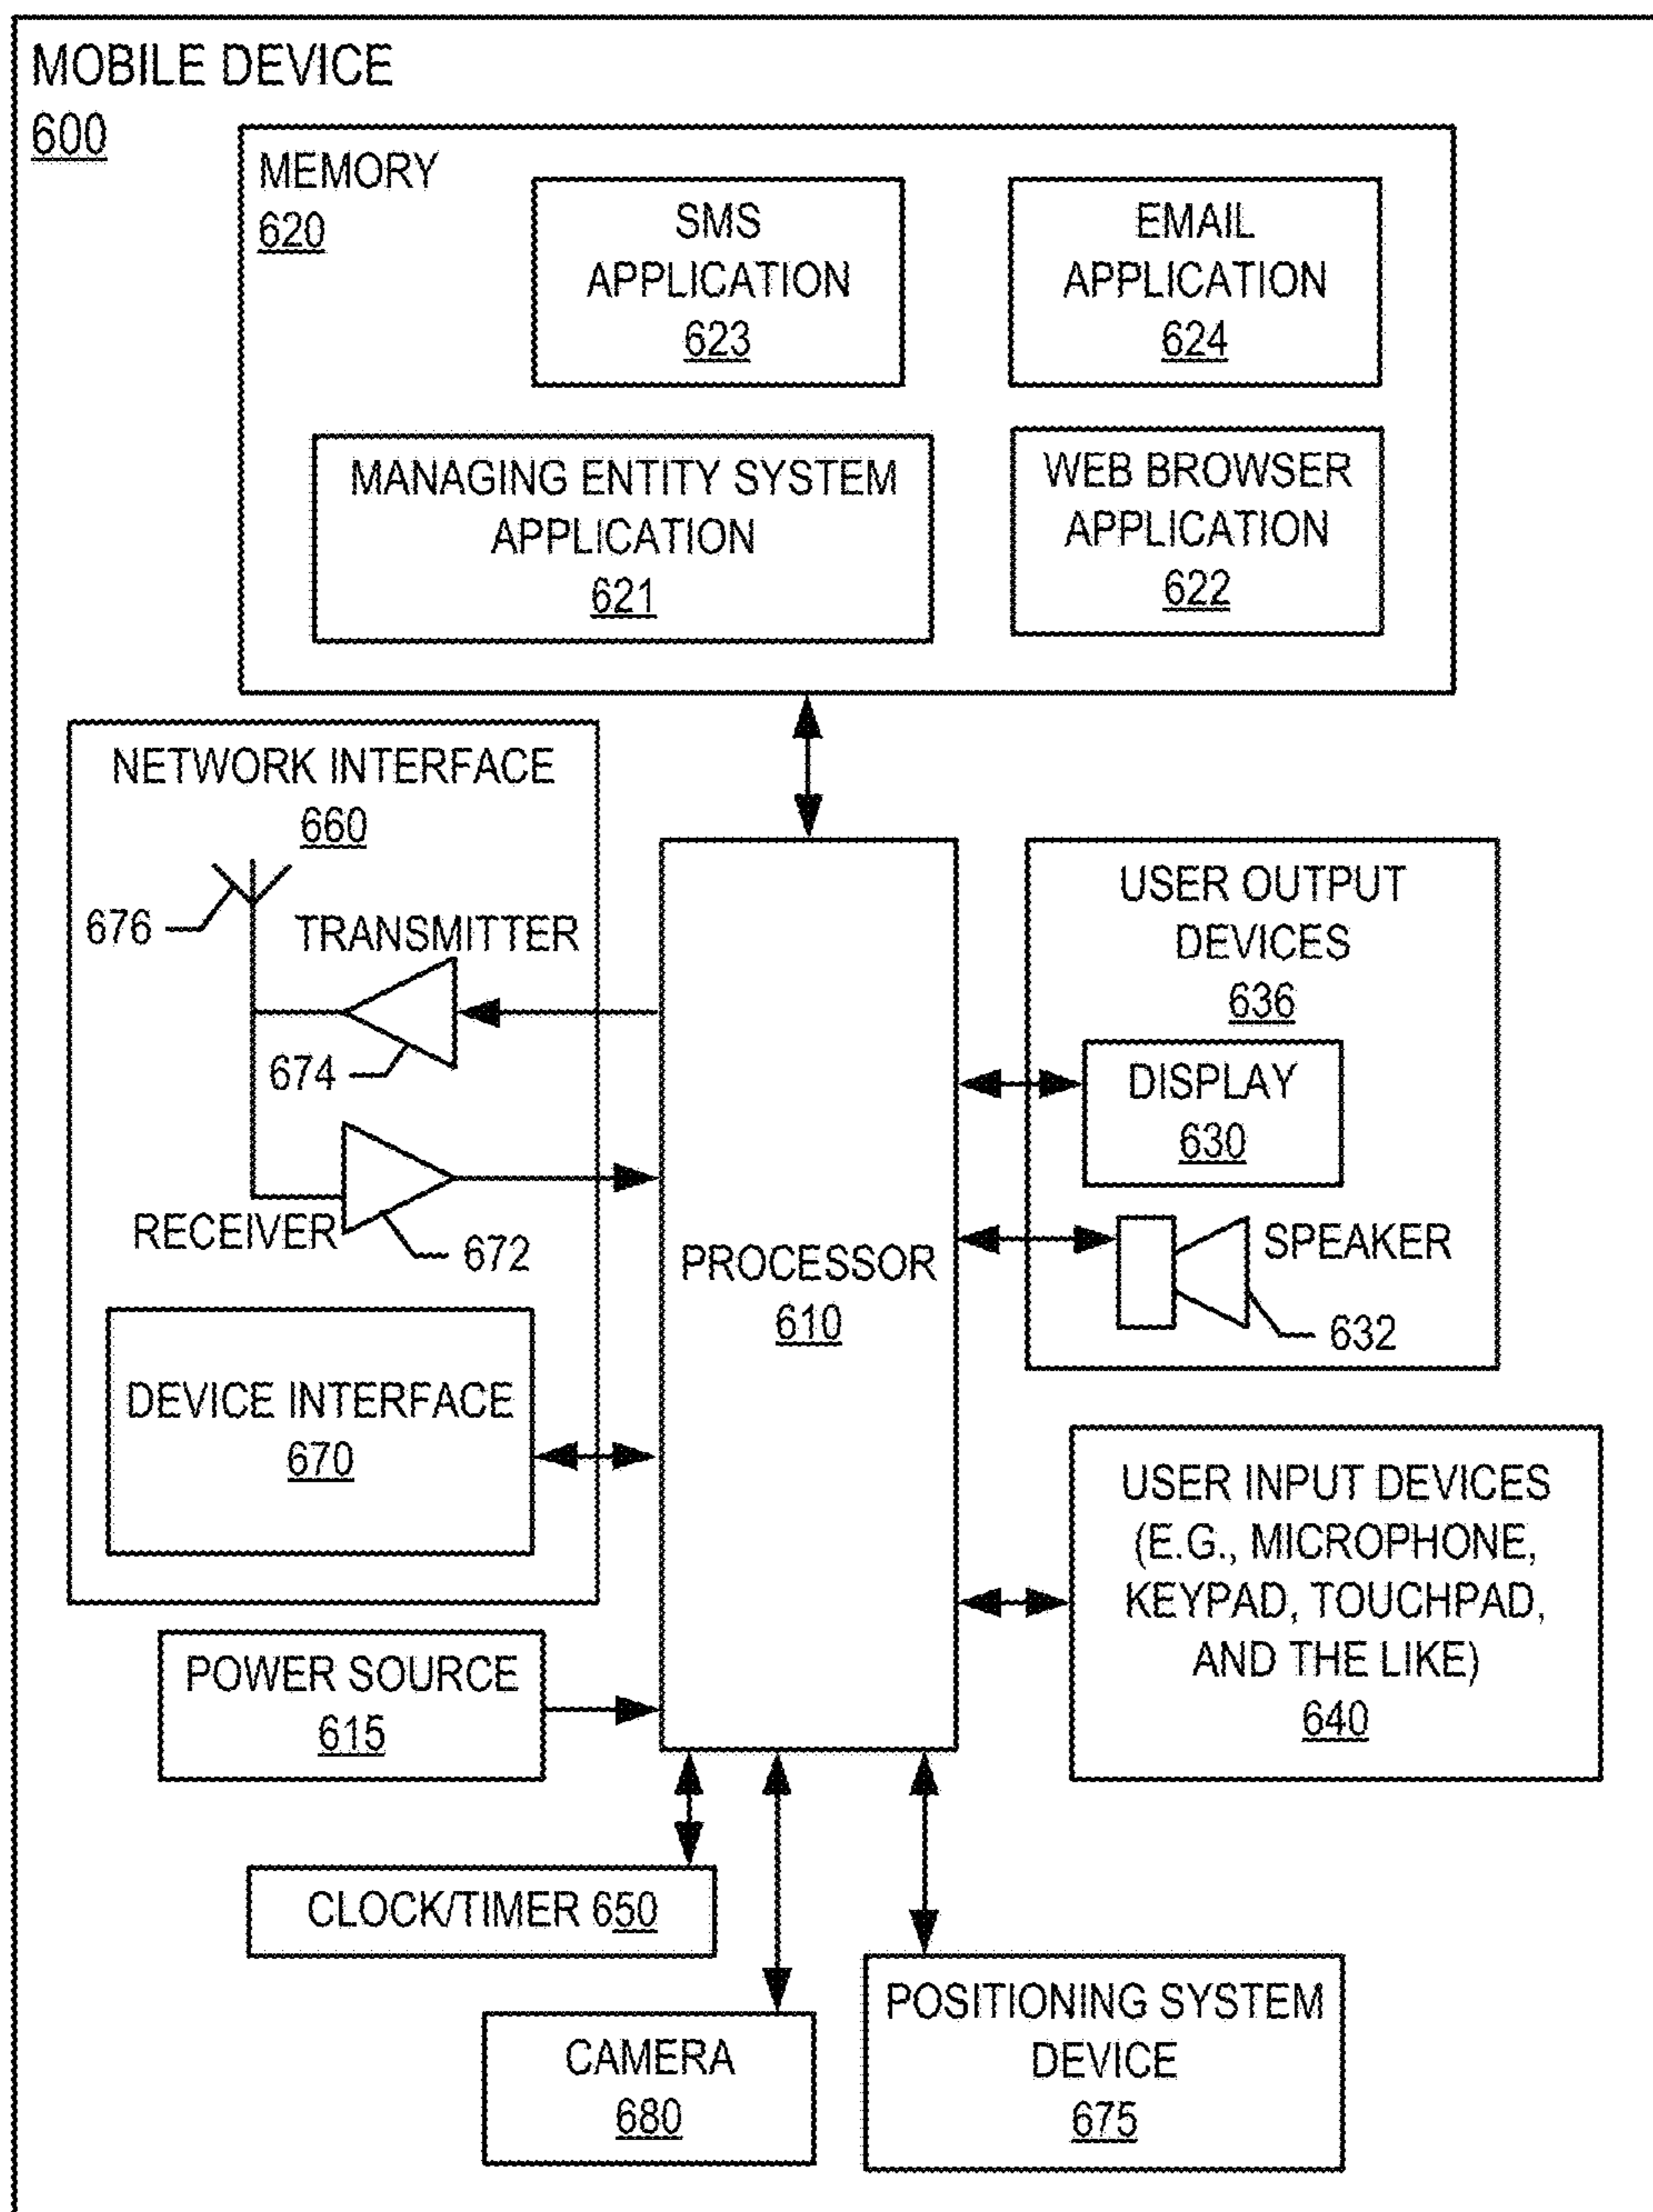 MOBILE DEVICE
600
MEMORY
620
SMS
APPLICATION
623
EMAIL
APPLICATION
624
MANAGING ENTITY SYSTEM
APPLICATION
621
WEB BROWSER
APPLICATION
622
NETWORK INTERFACE
660
676
TRANSMITTER
674
RECEIVER
672
DEVICE INTERFACE
670
PROCESSOR
610
USER OUTPUT
DEVICES
636
DISPLAY
630
SPEAKER
632
USER INPUT DEVICES
(E.G., MICROPHONE,
KEYPAD, TOUCHPAD,
AND THE LIKE)
640
POWER SOURCE
615
CLOCK/TIMER 650
CAMERA
680
POSITIONING SYSTEM
DEVICE
675